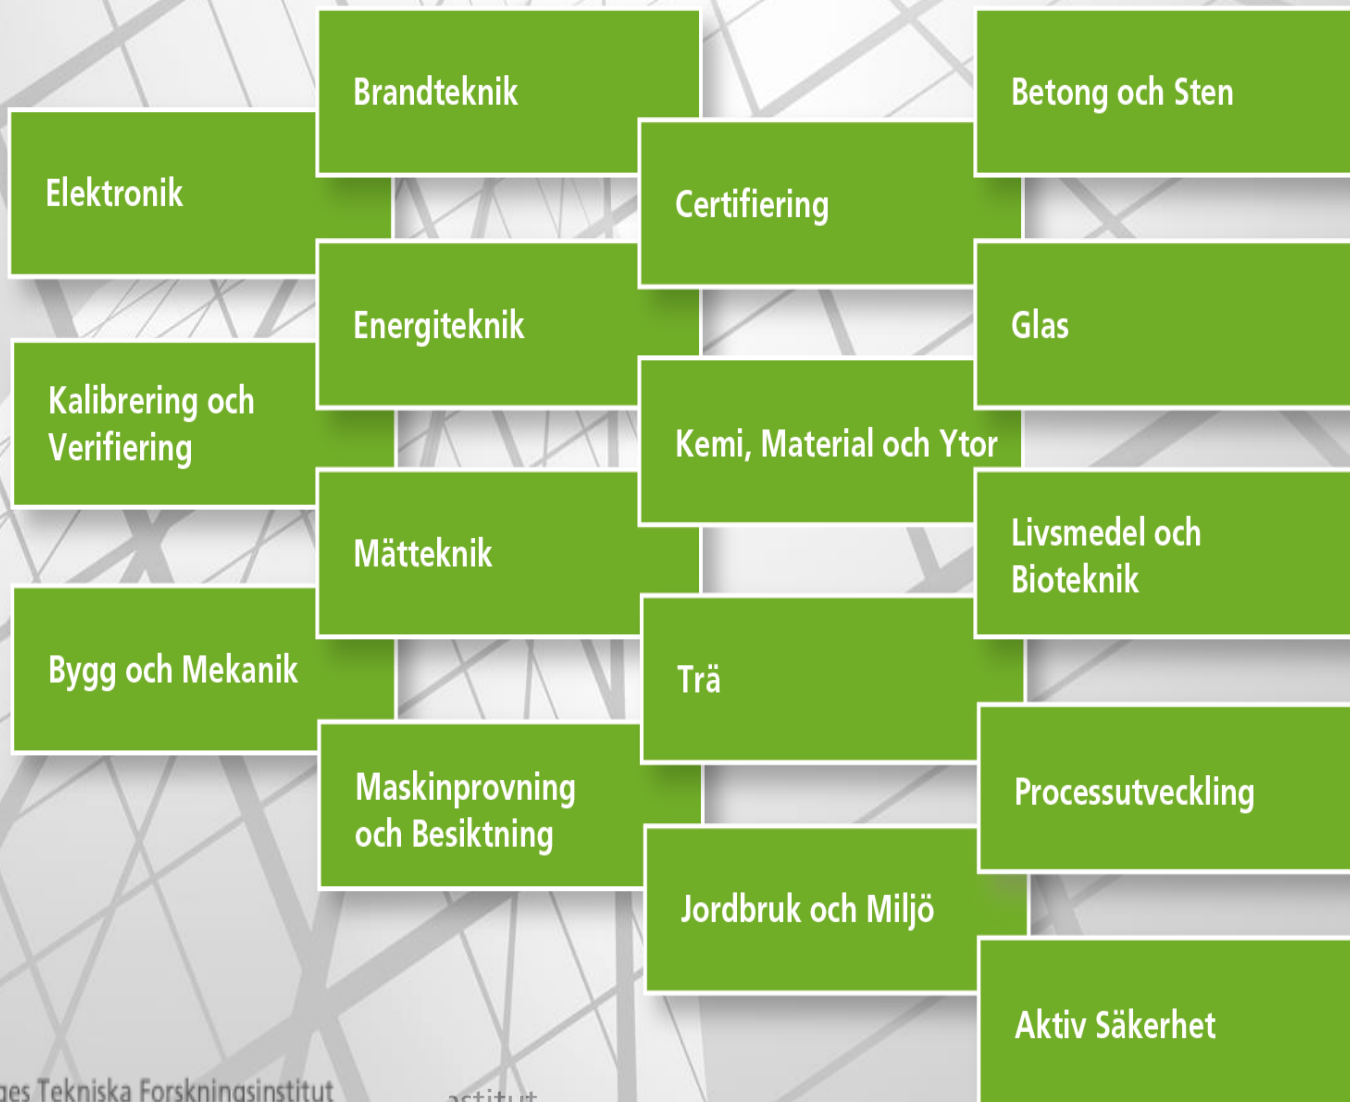 Elektronik
Kalibrering och
Verifiering
Bygg och Mekanik
Brandteknik
Energiteknik
Mätteknik
Maskinprovning
och Besiktning
Certifiering
Kemi, Material och Ytor
Trä
Jordbruk och Miljö
Betong och Sten
Glas
Livsmedel och
Bioteknik
Processutveckling
Aktiv Säkerhet
Tekniska Forskningsinstitut